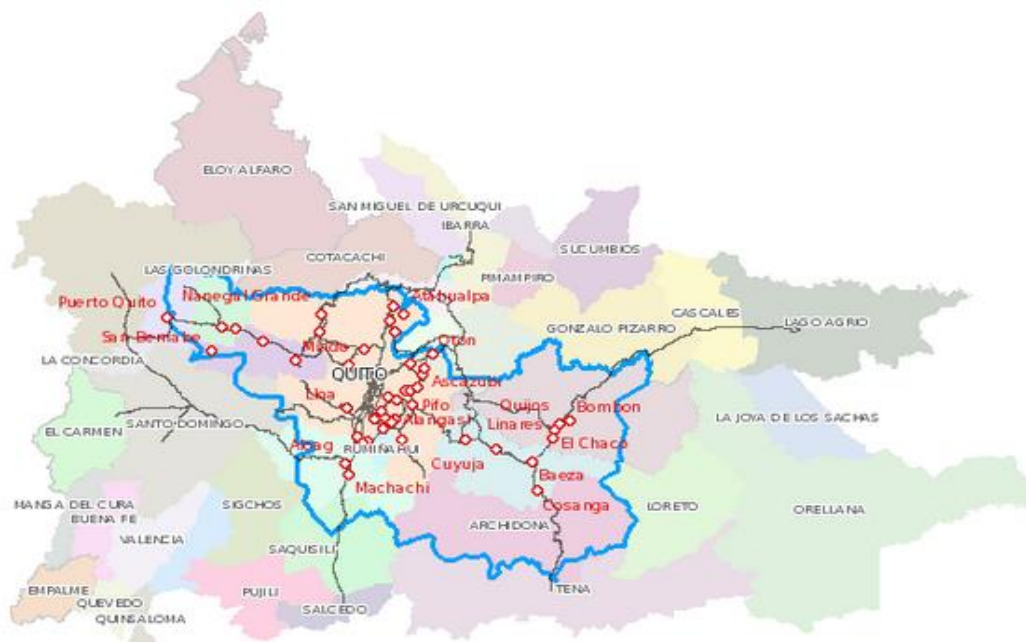 ELOY ALFARO
SAN MIGUEL DE URCUQUI
IBARRA
SUCUMBIOS
COTACACHI
LAS GOLONDRINAS
PIMAMPIRO
Puerto Quito
Nanegal Grande
Atahualpa
CASCALES
GONZALO PIZARRO
LAGO AGRIO
San Bernabe
Otón
Mindo
LA CONCORDIA
QUITO
Ascazubi
Lloa
Pifo
Quijos
Bombon
Alangasi
Linares
LA JOYA DE LOS SACHAS
SANTO DOMINGO
EL CARMEN
Aloag
RUMIÑAHUI
El Chaco
Cuyuja
Baeza
Machachi
Cosanga
MANGA DEL CURA
SIGCHOS
LORETO
ORELLANA
BUENA FE
ARCHIDONA
VALENCIA
SAQUISILI
EMPALME
PUJILI
TENA
QUEVEDO
SALCEDO
QUINSALOMA